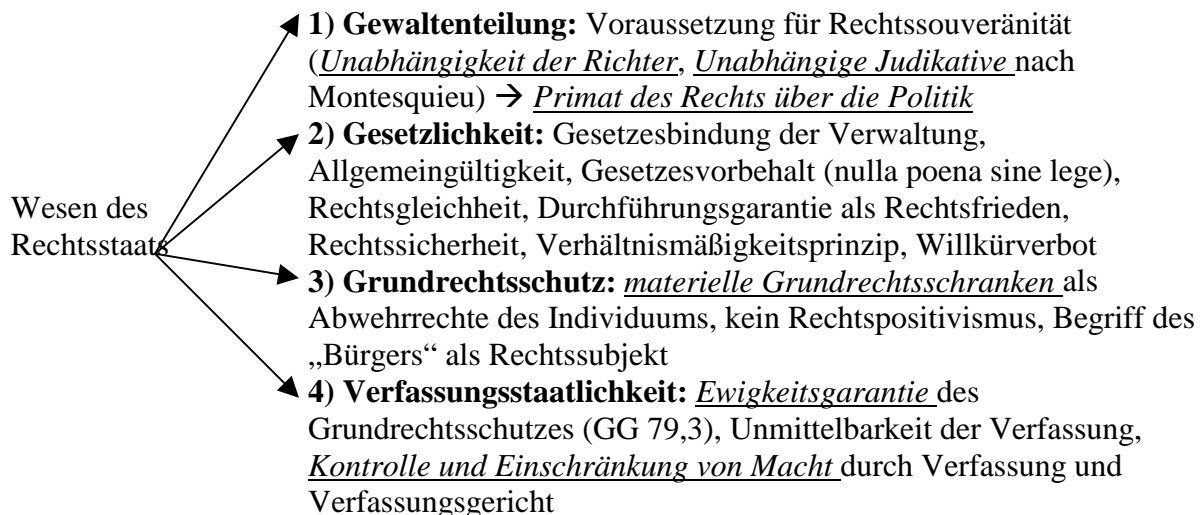 1) Gewaltenteilung: Voraussetzung für Rechtssouveränität
(Unabhängigkeit der Richter, Unabhängige Judikative nach
Montesquieu) → Primat des Rechts über die Politik
2) Gesetzlichkeit: Gesetzesbindung der Verwaltung,
Allgemeingültigkeit, Gesetzesvorbehalt (nulla poena sine lege),
Wesen des
Rechtsgleichheit, Durchführungsgarantie als Rechtsfrieden,
Rechtsstaats
Rechtssicherheit, Verhältnismäßigkeitsprinzip, Willkürverbot
3) Grundrechtsschutz: materielle Grundrechtsschranken als
Abwehrrechte des Individuums, kein Rechtspositivismus, Begriff des
„Bürgers“ als Rechtssubjekt
4) Verfassungsstaatlichkeit: Ewigkeitsgarantie des
Grundrechtsschutzes (GG 79,3), Unmittelbarkeit der Verfassung,
Kontrolle und Einschränkung von Macht durch Verfassung und
Verfassungsgericht